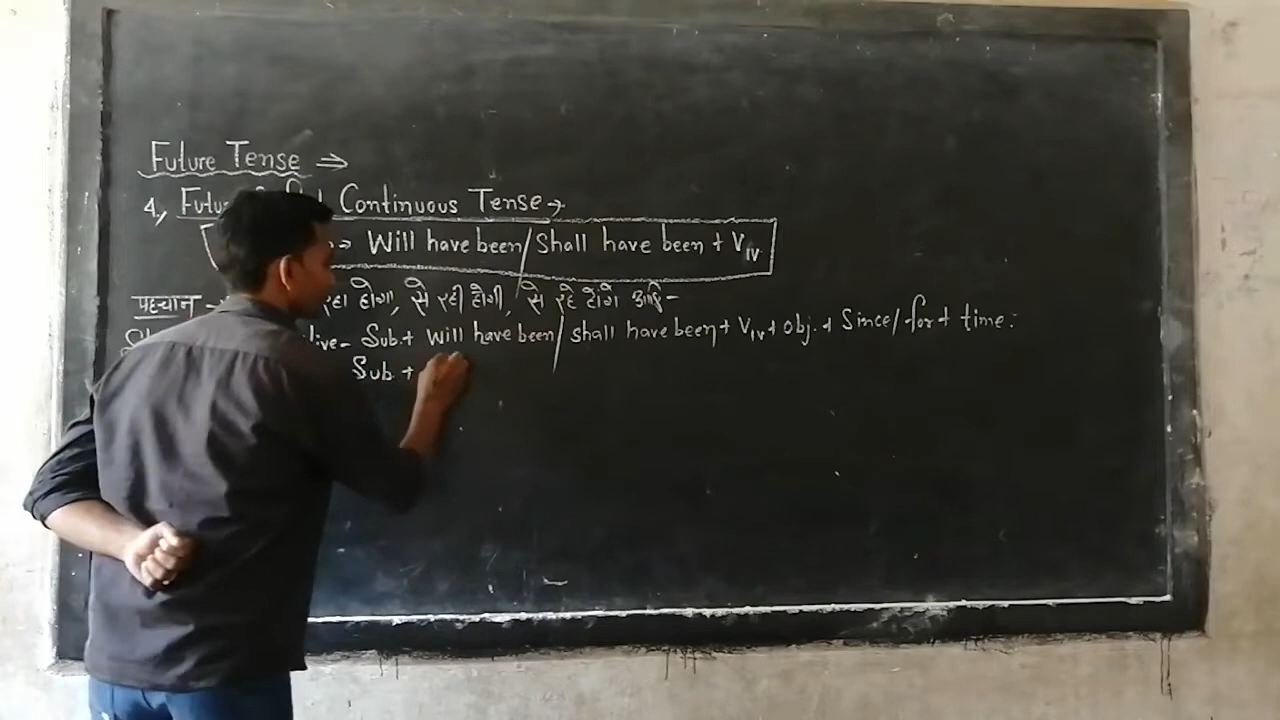 Future Tense ⇒
4, Continuous Tense →
→ Will have been/Shall have been + VIV
पहचान → रहा होगा, से रही होगी, से रहे होंगे आदि -
Sub.+ Will have been/shall have been + VIV + obj. + Since/for + time.
Sub. +